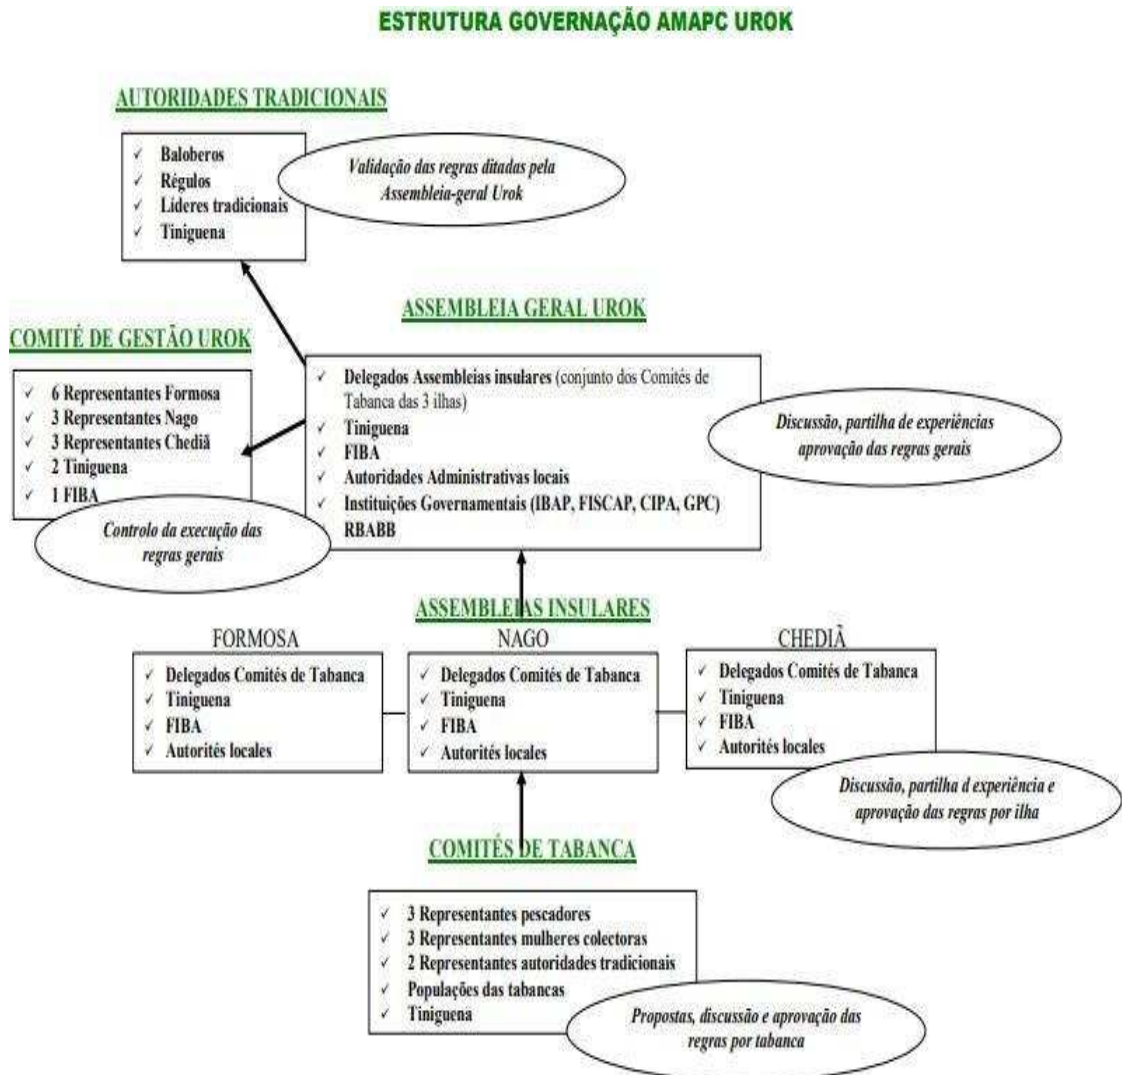 ESTRUTURA GOVERNAÇÃO AMAPC UROK
AUTORIDADES TRADICIONAIS
✓ Baloberos
✓ Régulos
✓ Líderes tradicionais
✓ Tiniguena
Validação das regras ditadas pela
Assembleia-geral Urok
ASSEMBLEIA GERAL UROK
COMITÉ DE GESTÃO UROK
✓ 6 Representantes Formosa
✓ 3 Representantes Nago
✓ 3 Representantes Chediã
✓ 2 Tiniguena
✓ 1 FIBA
Controlo da execução das
regras gerais
✓ Delegados Assembleias insulares (conjunto dos Comités de
Tabanca das 3 ilhas)
✓ Tiniguena
✓ FIBA
✓ Autoridades Administrativas locais
✓ Instituições Governamentais (IBAP, FISCAP, CIPA, GPC)
RBABB
Discussão, partilha de experiências
aprovação das regras gerais
ASSEMBLEIAS INSULARES
FORMOSA
✓ Delegados Comités de Tabanca
✓ Tiniguena
✓ FIBA
✓ Autorités locales
NAGO
✓ Delegados Comités de Tabanca
✓ Tiniguena
✓ FIBA
✓ Autorités locales
CHEDIÃ
✓ Delegados Comités de Tabanca
✓ Tiniguena
✓ FIBA
✓ Autorités locales
Discussão, partilha d experiência e
aprovação das regras por ilha
COMITÉS DE TABANCA
✓ 3 Representantes pescadores
✓ 3 Representantes mulheres colectoras
✓ 2 Representantes autoridades tradicionais
✓ Populações das tabancas
✓ Tiniguena
Propostas, discussão e aprovação das
regras por tabanca